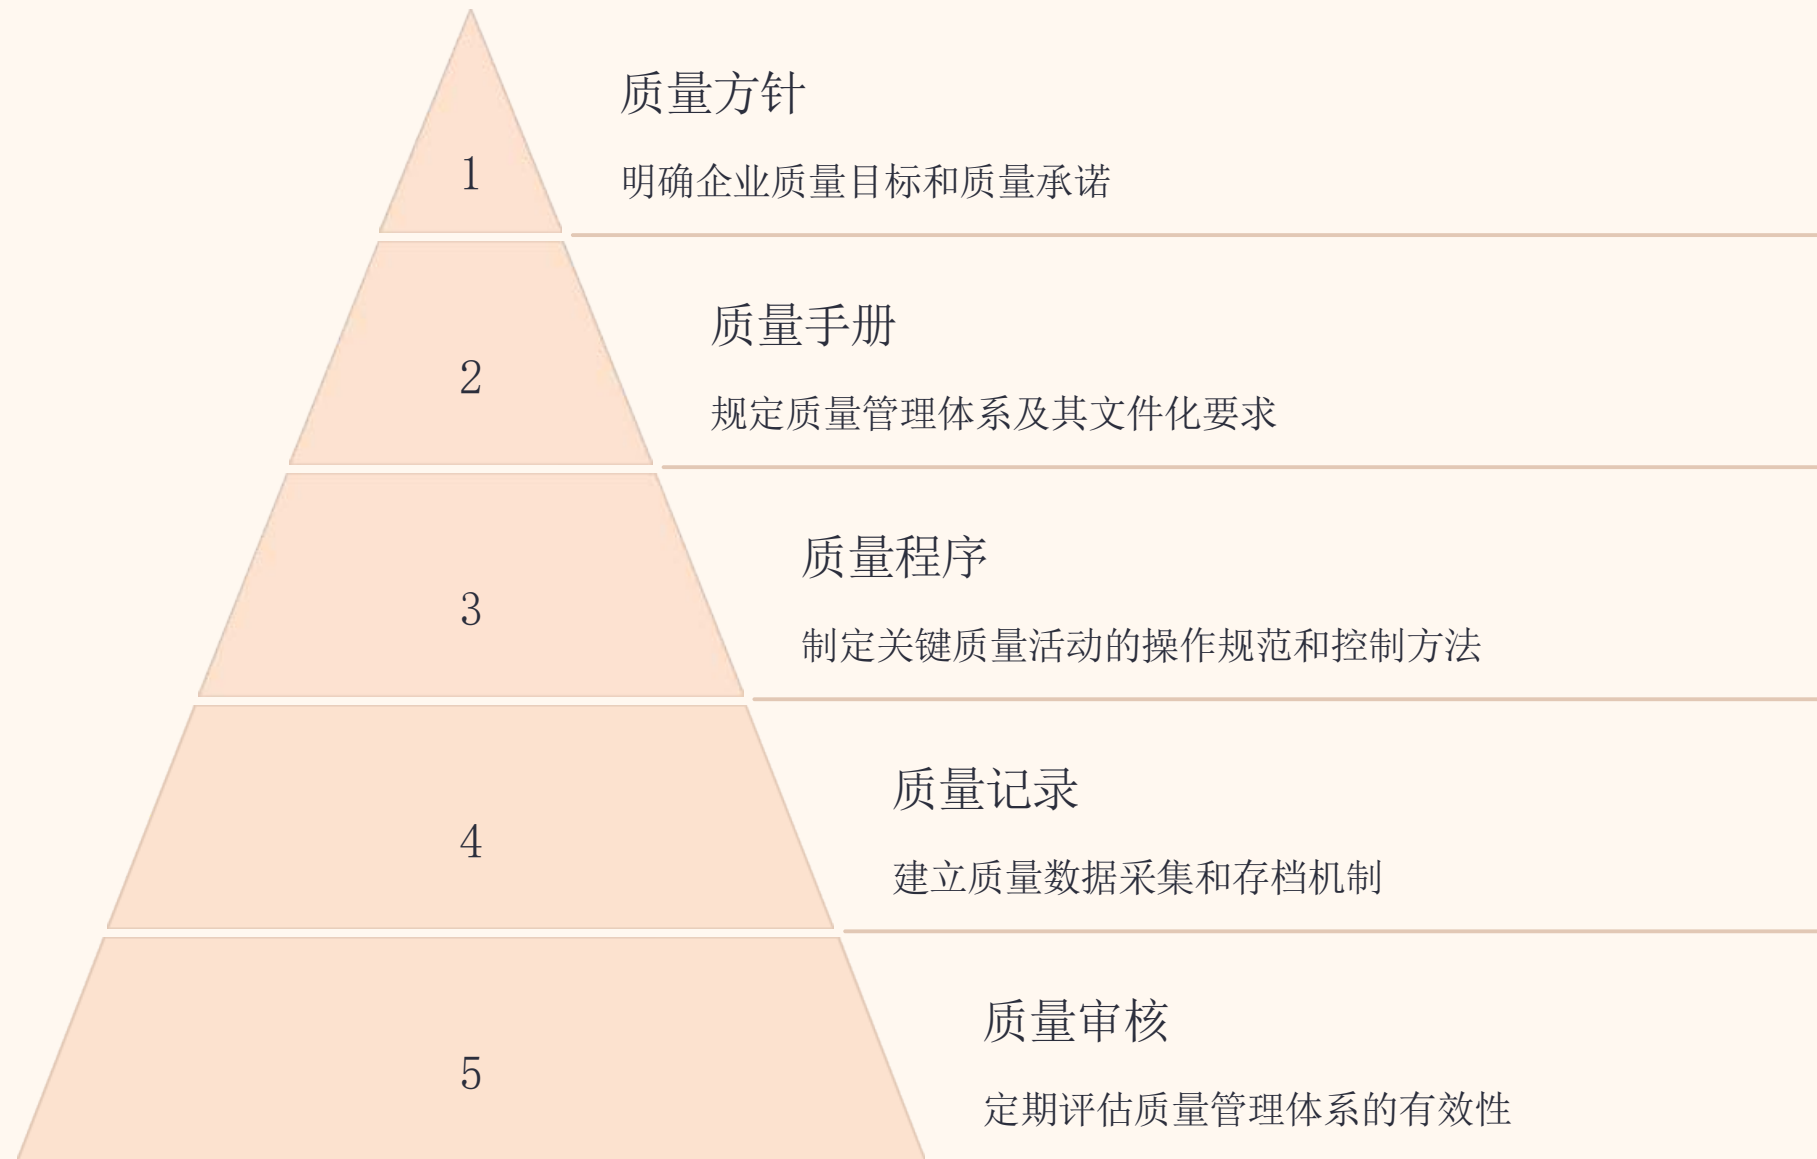 质量方针
1
明确企业质量目标和质量承诺
质量手册
2
规定质量管理体系及其文件化要求
质量程序
3
制定关键质量活动的操作规范和控制方法
质量记录
4
建立质量数据采集和存档机制
质量审核
5
定期评估质量管理体系的有效性